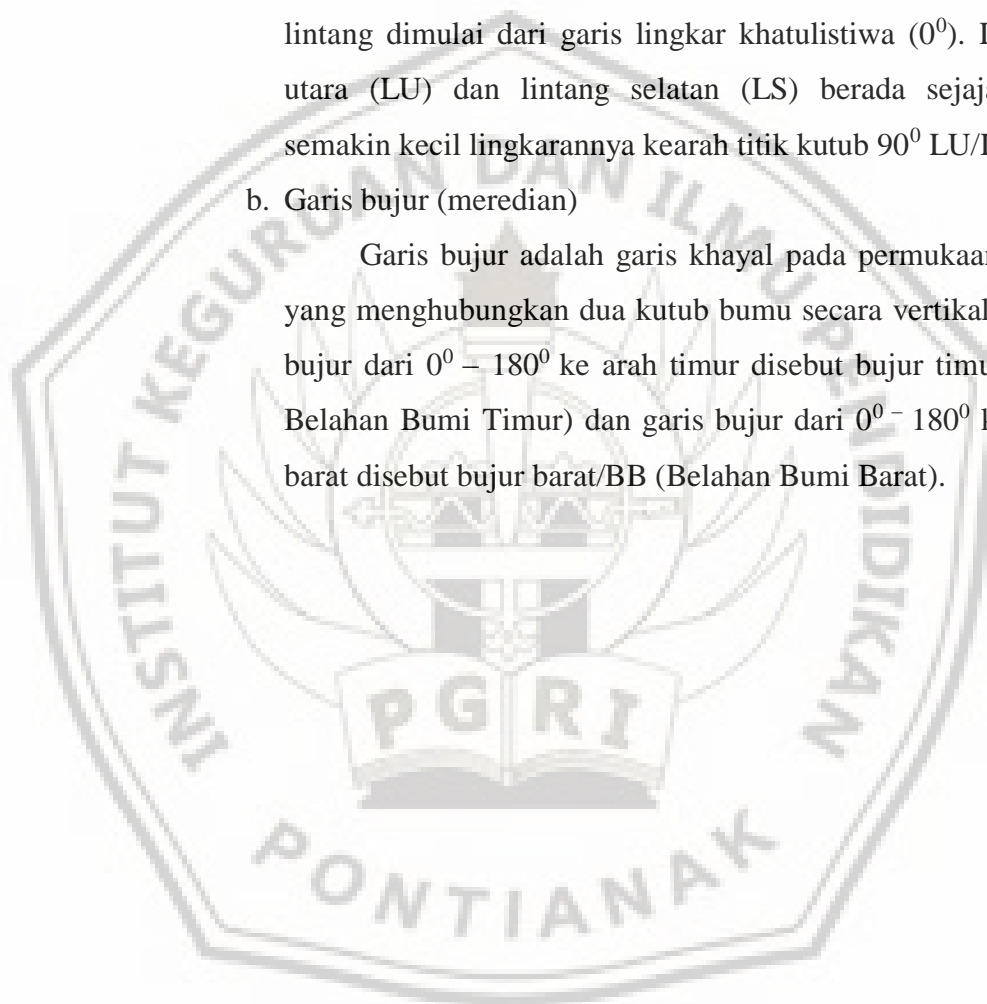 lintang dimulai dari garis lingkar khatulistiwa (0⁰).
utara (LU) dan lintang selatan (LS) berada
semakin kecil lingkarannya kearah titik kutub 90⁰
b. Garis bujur (meredian)
Garis bujur adalah garis khayal pada permukaan
yang menghubungkan dua kutub bumu secara vertikal
bujur dari 0⁰ – 180⁰ ke arah timur disebut bujur
Belahan Bumi Timur) dan garis bujur dari 0⁰ – 180⁰
barat disebut bujur barat/BB (Belahan Bumi Barat).
INSTITUT KEGURUAN DAN ILMU PENDIDIKAN
PGRI
PONTIANAK